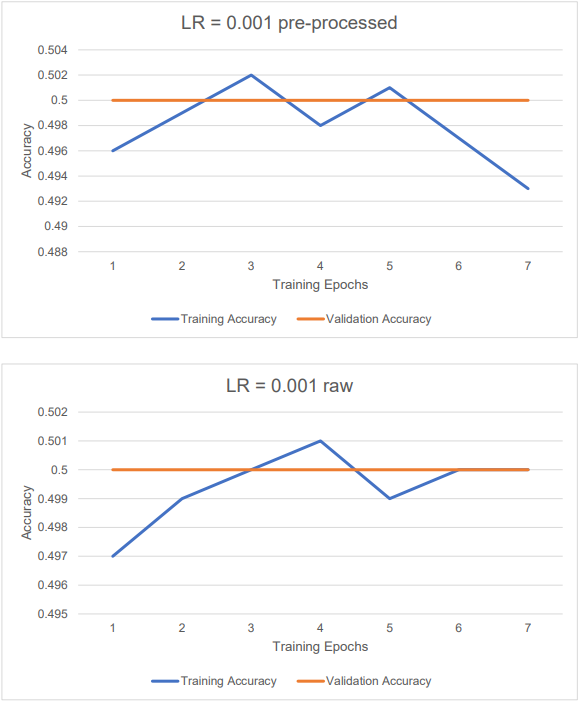 LR = 0.001 pre-processed
0.504
0.502
0.5
0.498
0.496
0.494
0.492
0.49
0.488
Accuracy
1 2 3 4 5 6 7
Training Epochs
Training Accuracy Validation Accuracy
LR = 0.001 raw
0.502
0.501
0.5
0.499
0.498
0.497
0.496
0.495
Accuracy
1 2 3 4 5 6 7
Training Epochs
Training Accuracy Validation Accuracy